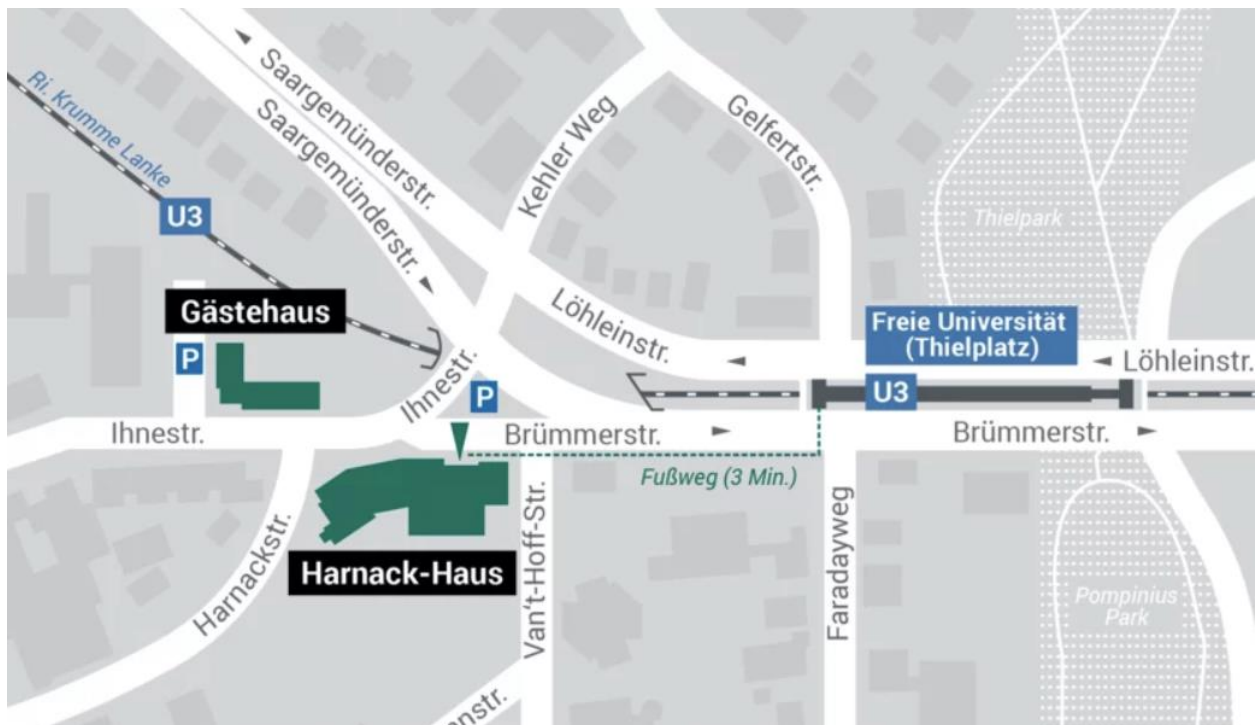 Saargemünderstr.
Saargemünderstr.
Ri. Krumme Lanke
U3
Kehler Weg
Gelfertstr.
Thielpark
Gästehaus
P
Löhleinstr.
Freie Universität
(Thielplatz)
U3
Löhleinstr.
Ihnestr.
P
Ihnestr.
Brümmerstr.
Brümmerstr.
Fußweg (3 Min.)
Harnack-Haus
Harnackstr.
Van't-Hoff-Str.
Faradayweg
Pompinius
Park